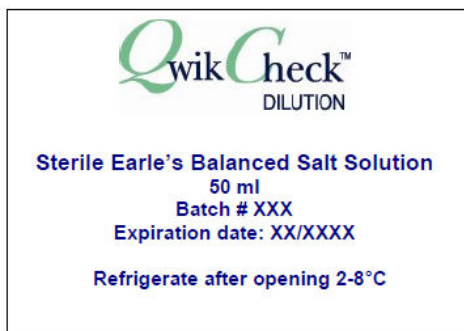 QwikCheck™
DILUTION
Sterile Earle's Balanced Salt Solution
50 ml
Batch # XXX
Expiration date: XX/XXXX
Refrigerate after opening 2-8°C